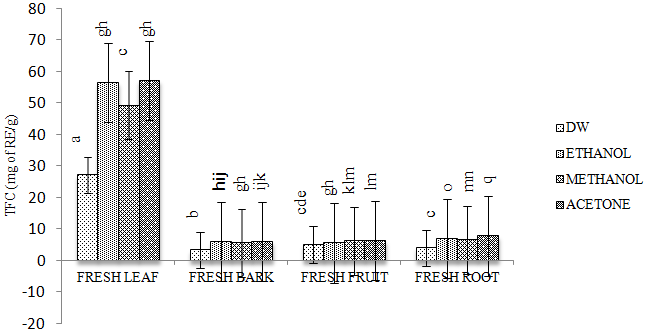 80
70
60
50
40
30
20
10
0
-10
-20
TFC (mg of RE/g)
a
gh
c
gh
b
hij
gh
ijk
cde
gh
klm
lm
c
o
mn
q
FRESH LEAF
FRESH BARK
FRESH FRUIT
FRESH ROOT
DW
ETHANOL
METHANOL
ACETONE